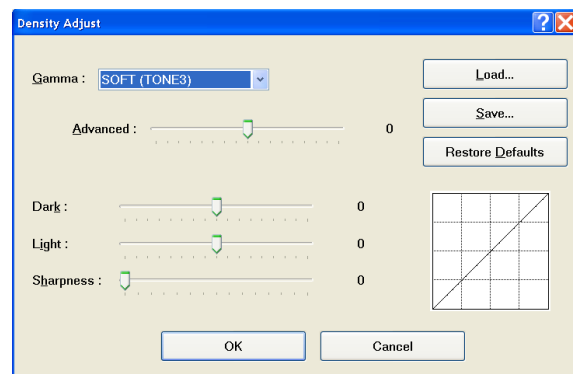 Density Adjust
Gamma : SOFT (TONE3)
Load...
Advanced : 0
Save...
Restore Defaults
Dark : 0
Light : 0
Sharpness : 0
OK Cancel